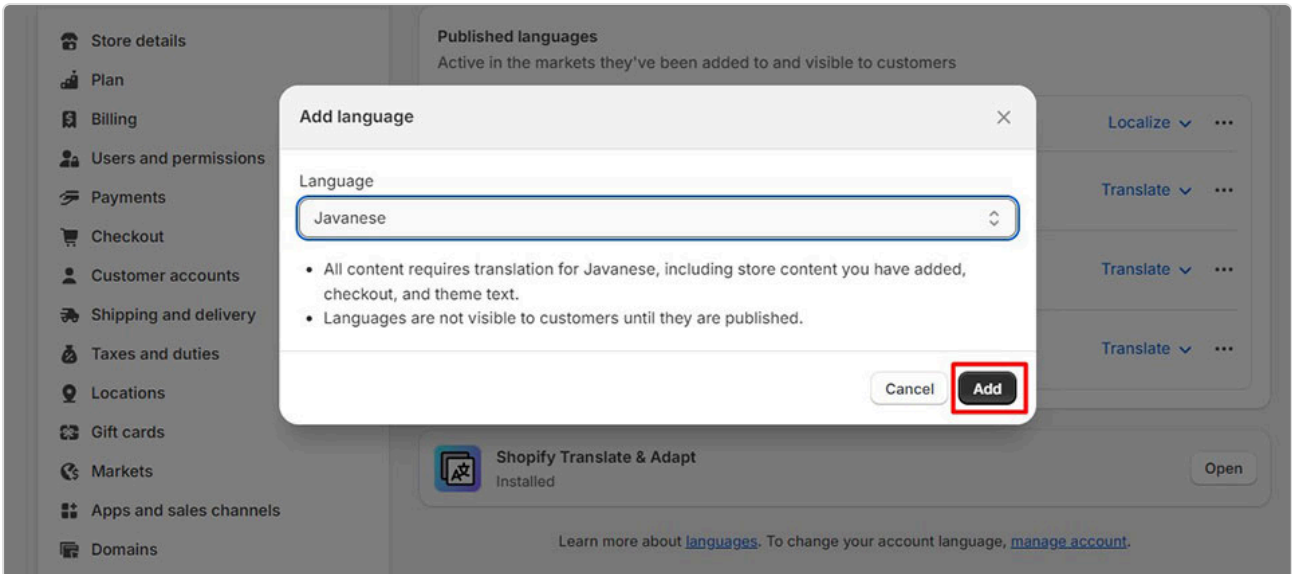 Store details
Plan
Billing
Users and permissions
Payments
Checkout
Customer accounts
Shipping and delivery
Taxes and duties
Locations
Gift cards
Markets
Apps and sales channels
Domains
Published languages
Active in the markets they've been added to and visible to customers
Localize
Translate
Translate
Translate
Add language
Language
Javanese
• All content requires translation for Javanese, including store content you have added,
checkout, and theme text.
• Languages are not visible to customers until they are published.
Cancel
Add
Shopify Translate & Adapt
Installed
Open
Learn more about languages. To change your account language, manage account.